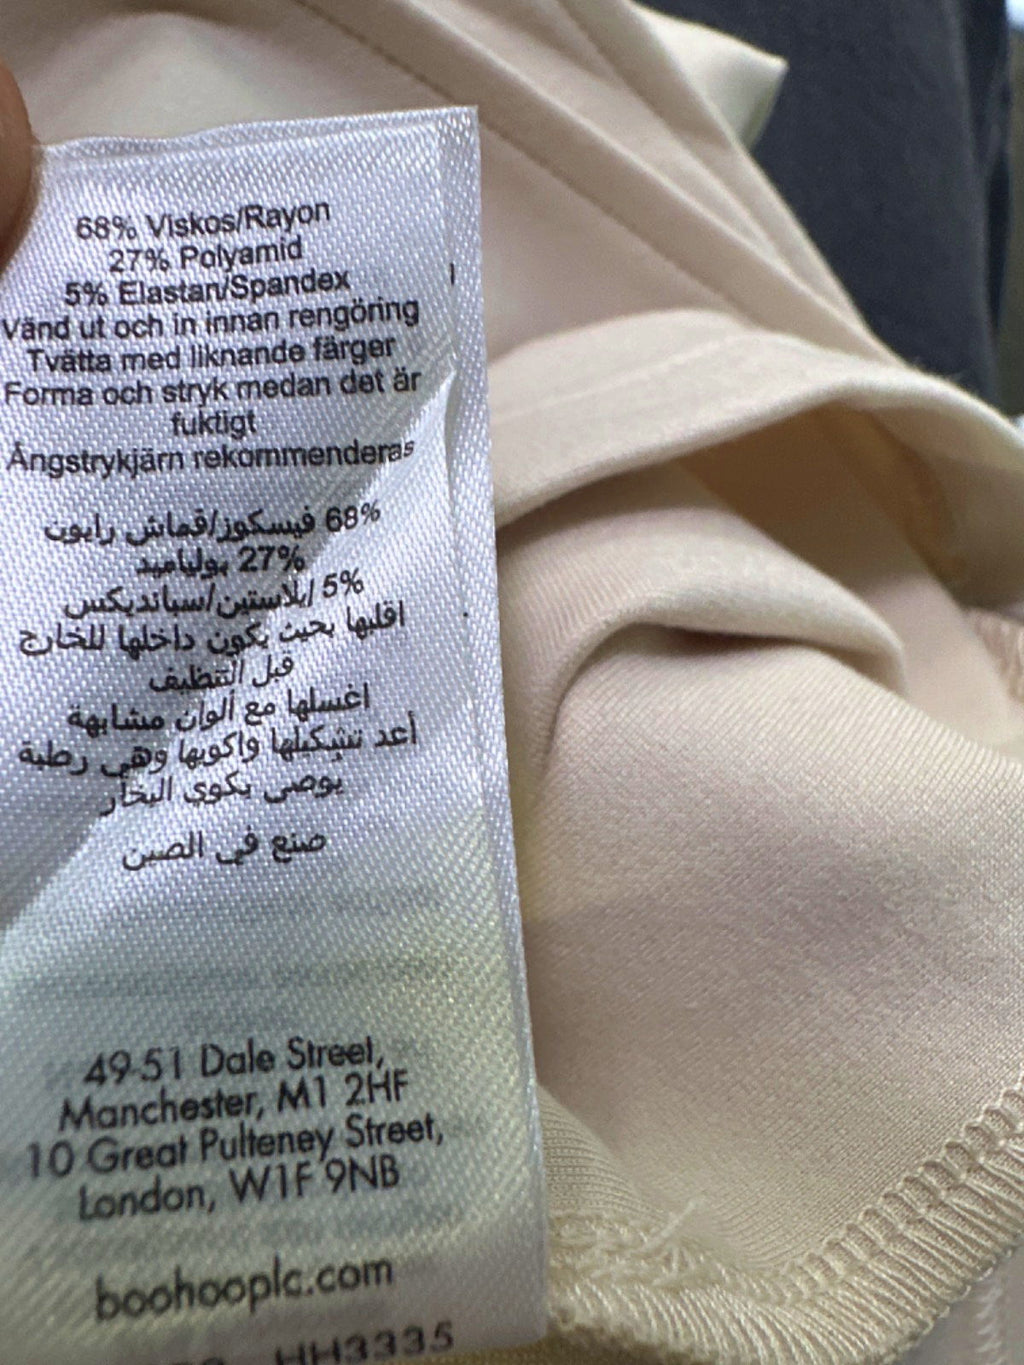 68% Viskos/Rayon
27% Polyamid
5% Elastan/Spandex
Vänd ut och in innan rengöring
Tvätta med liknande färger
Forma och stryk medan det är
fuktigt
Ångstrykjärn rekommenderas
68% فيسكوز/قماش رايون
27% بولياميد
5% إيلاستين/سبانديكس
اقلبها بحيث يكون داخلها للخارج
قبل التنظيف
اغسلها مع ألوان مشابهة
أعد تشكيلها واكويها وهي رطبة
يوصى بكوي البخار
صنع في الصين
49-51 Dale Street,
Manchester, M1 2HF
10 Great Pulteney Street,
London, W1F 9NB
boohooplc.com
HH3335